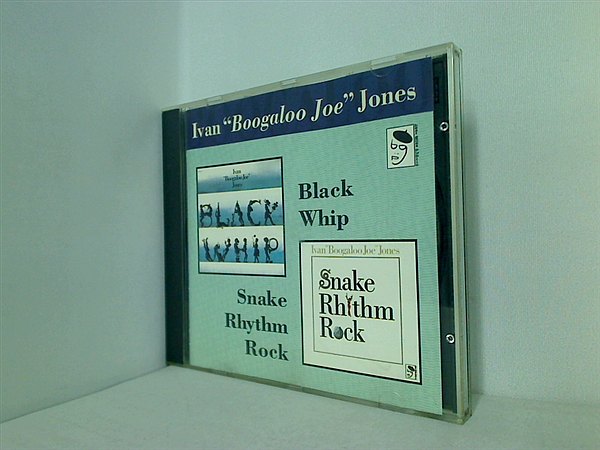 Ivan "Boogaloo Joe" Jones
Ivan
"Boogaloo Joe"
Jones
BLACK
WHIP
Black
Whip
Ivan "Boogaloo Joe" Jones
Snake
Rhythm
Rock
Snake
Rhythm
Rock